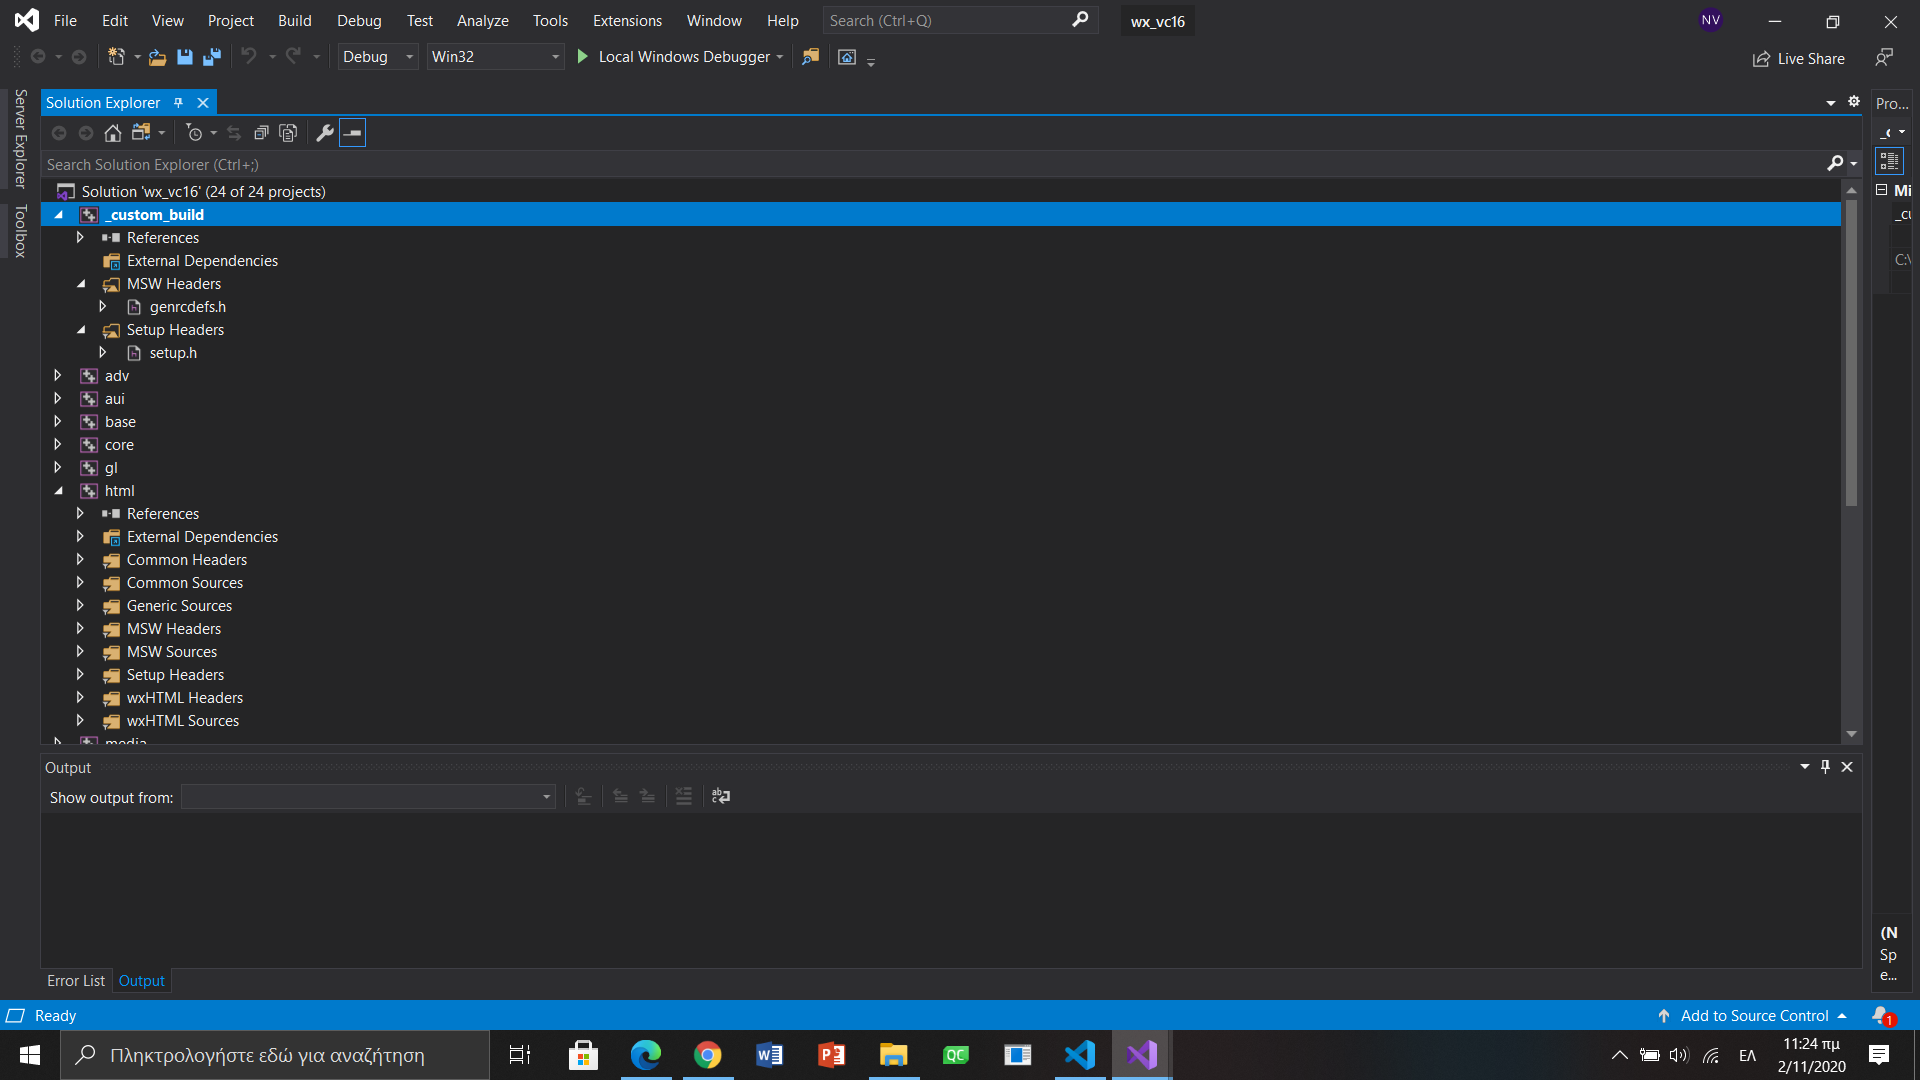 File Edit View Project Build Debug Test Analyze Tools Extensions Window Help Search (Ctrl+Q) wx_vc16 NV
Debug Win32 Local Windows Debugger Live Share
Server Explorer
Toolbox
Solution Explorer
Search Solution Explorer (Ctrl+;)
Solution 'wx_vc16' (24 of 24 projects)
_custom_build
References
External Dependencies
MSW Headers
genrcdefs.h
Setup Headers
setup.h
adv
aui
base
core
gl
html
References
External Dependencies
Common Headers
Common Sources
Generic Sources
MSW Headers
MSW Sources
Setup Headers
wxHTML Headers
wxHTML Sources
media
Pro...
_c
Mi
_cu
C:\
(N
Sp
e...
Output
Show output from:
Error List Output
Ready Add to Source Control 1
Πληκτρολογήστε εδώ για αναζήτηση QC ΕΛ 11:24 πμ
2/11/2020